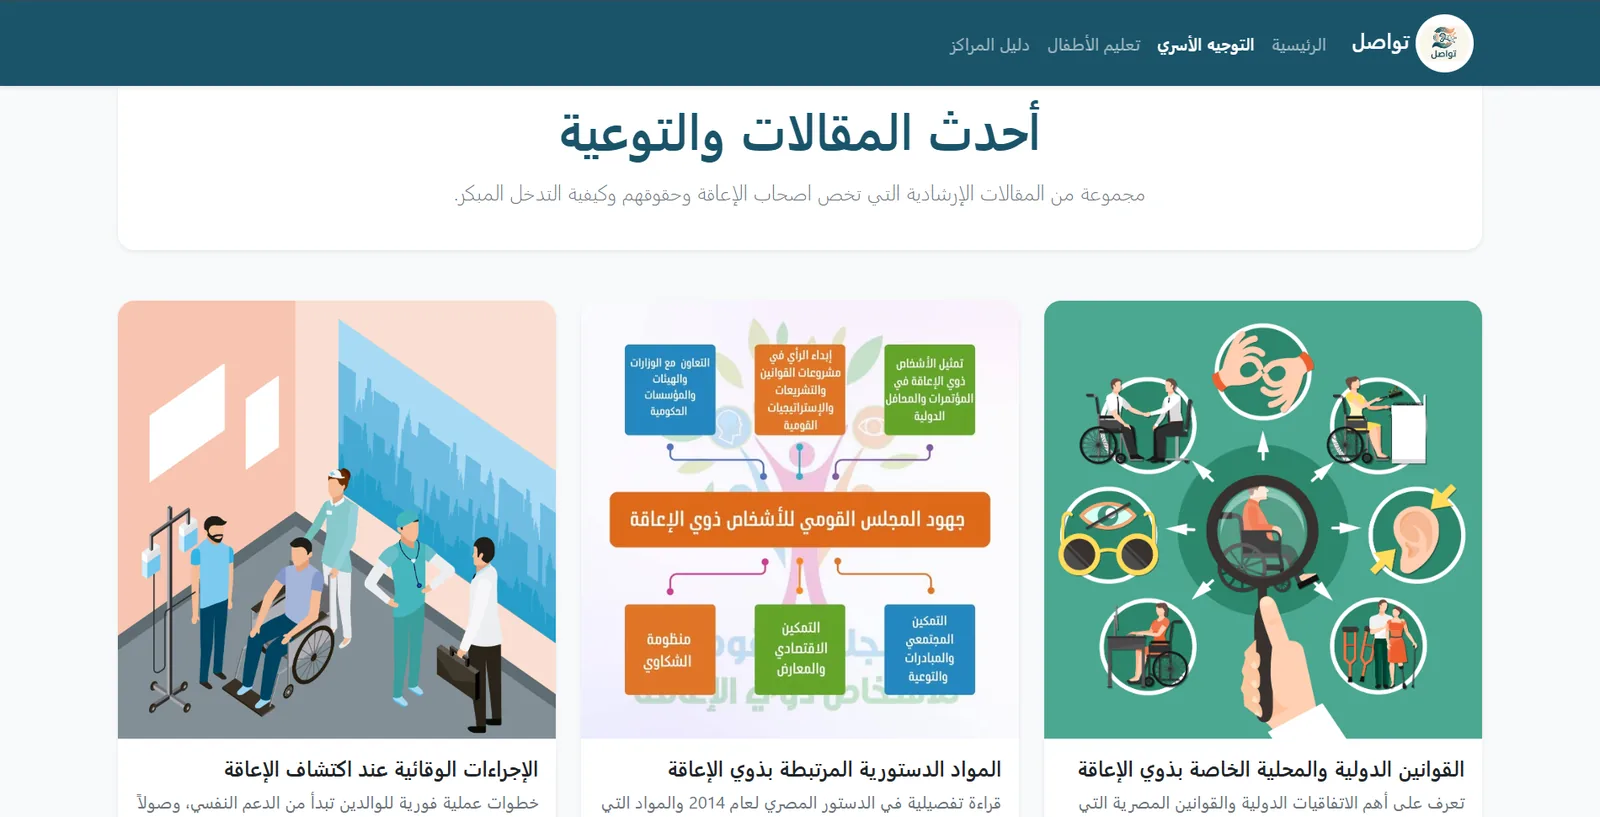 تواصل
تواصل
الرئيسية
التوجيه الأسري
تعليم الأطفال
دليل المراكز
أحدث المقالات والتوعية
مجموعة من المقالات الإرشادية التي تخص اصحاب الإعاقة وحقوقهم وكيفية التدخل المبكر.
القوانين الدولية والمحلية الخاصة بذوي الإعاقة
تعرف على أهم الاتفاقيات الدولية والقوانين المصرية التي
تمثيل الأشخاص
ذوي الإعاقة في
المؤتمرات والمحافل
الدولية
إبداء الرأي في
مشروعات القوانين
والتشريعات
والإستراتيجيات
القومية
التعاون مع الوزارات
والهيئات
والمؤسسات
الحكومية
جهود المجلس القومي للأشخاص ذوي الإعاقة
التمكين
المجتمعي
والمبادرات
والتوعية
التمكين
الاقتصادي
والمعارض
منظومة
الشكاوي
المواد الدستورية المرتبطة بذوي الإعاقة
قراءة تفصيلية في الدستور المصري لعام 2014 والمواد التي
الإجراءات الوقائية عند اكتشاف الإعاقة
خطوات عملية فورية للوالدين تبدأ من الدعم النفسي، وصولاً